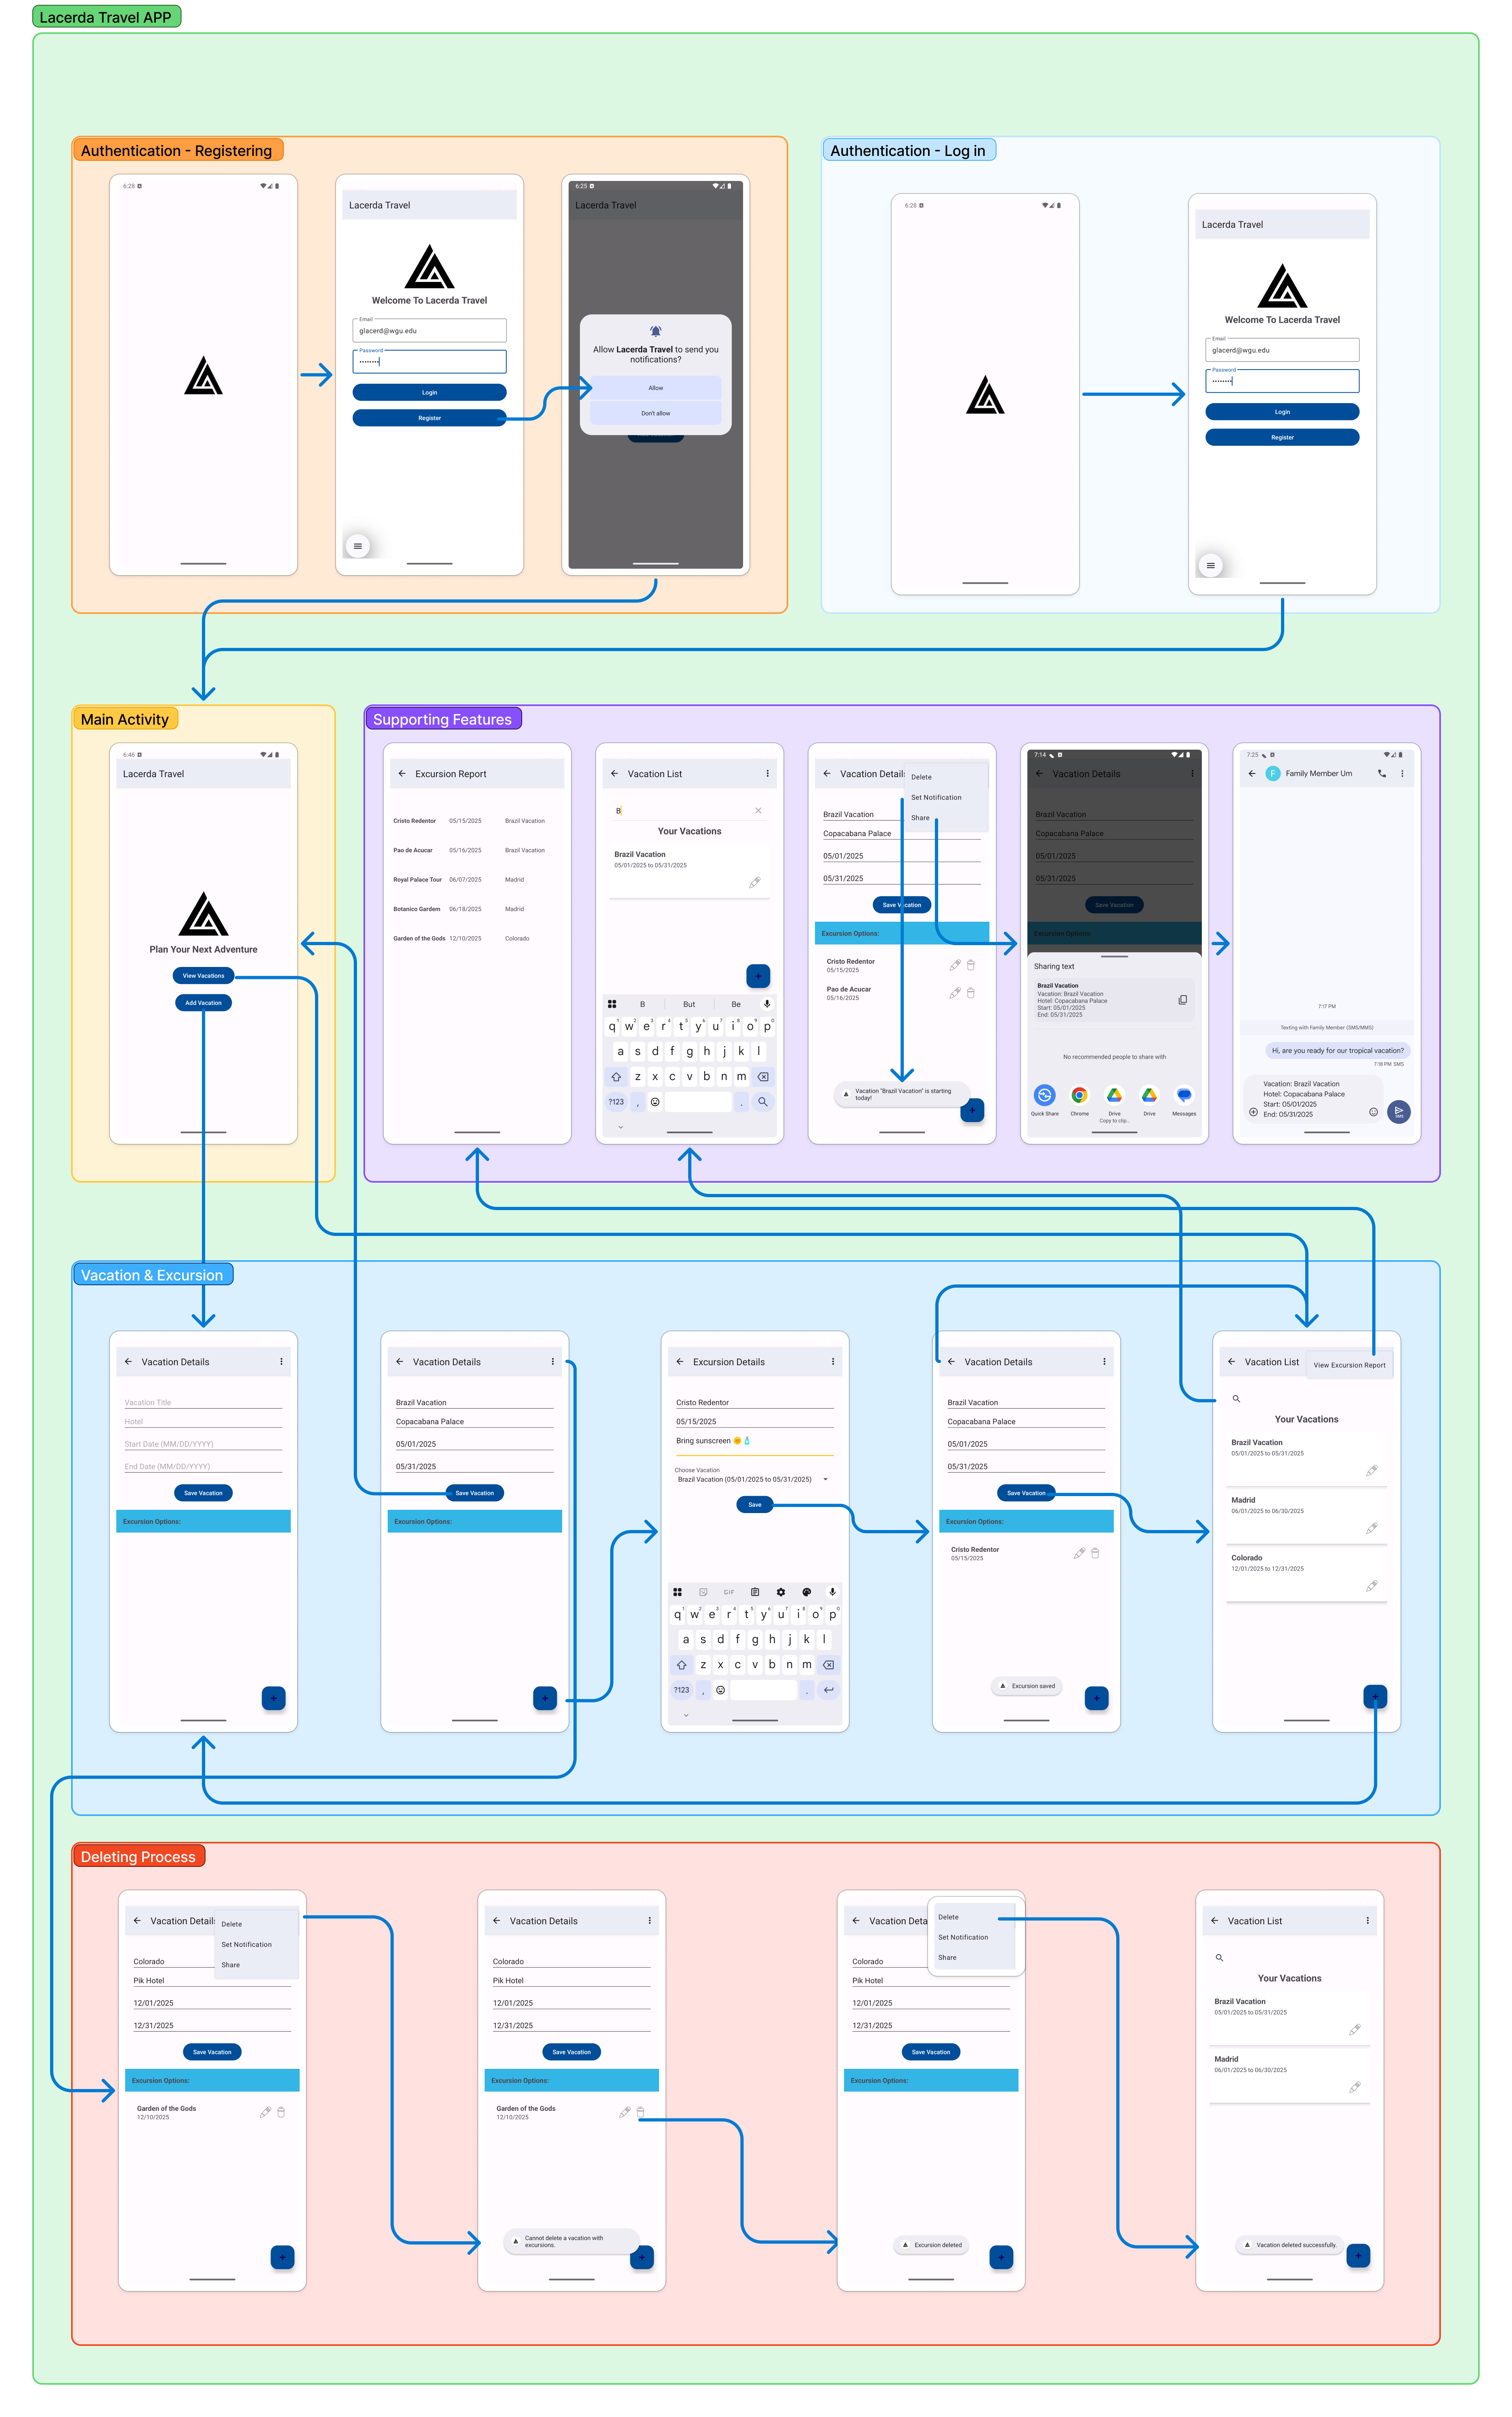 Lacerda Travel APP
Authentication - Registering
6:28
Lacerda Travel
Welcome To Lacerda Travel
Email
glacerd@wgu.edu
Password
Login
Register
6:25
Lacerda Travel
Allow Lacerda Travel to send you
notifications?
Allow
Don't allow
Authentication - Log in
6:28
Lacerda Travel
Welcome To Lacerda Travel
Email
glacerd@wgu.edu
Password
Login
Register
Main Activity
6:46
Lacerda Travel
Plan Your Next Adventure
View Vacations
Add Vacation
Supporting Features
Excursion Report
Cristo Redentor 05/15/2025 Brazil Vacation
Pao de Acucar 05/16/2025 Brazil Vacation
Royal Palace Tour 06/07/2025 Madrid
Botanico Gardem 06/18/2025 Madrid
Garden of the Gods 12/10/2025 Colorado
Vacation List
B
Your Vacations
Brazil Vacation
05/01/2025 to 05/31/2025
+
B But Be
q1 w2 e3 r4 t5 y6 u7 i8 o9 p0
a s d f g h j k l
z x c v b n m
?123 , .
Vacation Details
Delete
Set Notification
Share
Brazil Vacation
Copacabana Palace
05/01/2025
05/31/2025
Save Vacation
Excursion Options:
Cristo Redentor
05/15/2025
Pao de Acucar
05/16/2025
Vacation "Brazil Vacation" is starting
today!
+
7:14
Vacation Details
Brazil Vacation
Copacabana Palace
05/01/2025
05/31/2025
Save Vacation
Excursion Options:
Sharing text
Brazil Vacation
Vacation: Brazil Vacation
Hotel: Copacabana Palace
Start: 05/01/2025
End: 05/31/2025
No recommended people to share with
Quick Share
Chrome
Drive
Copy to clip...
Drive
Messages
7:25
F Family Member Um
7:17 PM
Texting with Family Member (SMS/MMS)
Hi, are you ready for our tropical vacation?
7:18 PM SMS
Vacation: Brazil Vacation
Hotel: Copacabana Palace
Start: 05/01/2025
End: 05/31/2025
SMS
Vacation & Excursion
Vacation Details
Vacation Title
Hotel
Start Date (MM/DD/YYYY)
End Date (MM/DD/YYYY)
Save Vacation
Excursion Options:
+
Vacation Details
Brazil Vacation
Copacabana Palace
05/01/2025
05/31/2025
Save Vacation
Excursion Options:
+
Excursion Details
Cristo Redentor
05/15/2025
Bring sunscreen 🌞🧴
Choose Vacation
Brazil Vacation (05/01/2025 to 05/31/2025)
Save
GIF
q1 w2 e3 r4 t5 y6 u7 i8 o9 p0
a s d f g h j k l
z x c v b n m
?123 , .
Vacation Details
Brazil Vacation
Copacabana Palace
05/01/2025
05/31/2025
Save Vacation
Excursion Options:
Cristo Redentor
05/15/2025
Excursion saved
+
Vacation List
View Excursion Report
Your Vacations
Brazil Vacation
05/01/2025 to 05/31/2025
Madrid
06/01/2025 to 06/30/2025
Colorado
12/01/2025 to 12/31/2025
+
Deleting Process
Vacation Details
Delete
Set Notification
Share
Colorado
Pik Hotel
12/01/2025
12/31/2025
Save Vacation
Excursion Options:
Garden of the Gods
12/10/2025
+
Vacation Details
Colorado
Pik Hotel
12/01/2025
12/31/2025
Save Vacation
Excursion Options:
Garden of the Gods
12/10/2025
Cannot delete a vacation with
excursions.
+
Vacation Deta
Delete
Set Notification
Share
Colorado
Pik Hotel
12/01/2025
12/31/2025
Save Vacation
Excursion Options:
Excursion deleted
+
Vacation List
Your Vacations
Brazil Vacation
05/01/2025 to 05/31/2025
Madrid
06/01/2025 to 06/30/2025
Vacation deleted successfully.
+